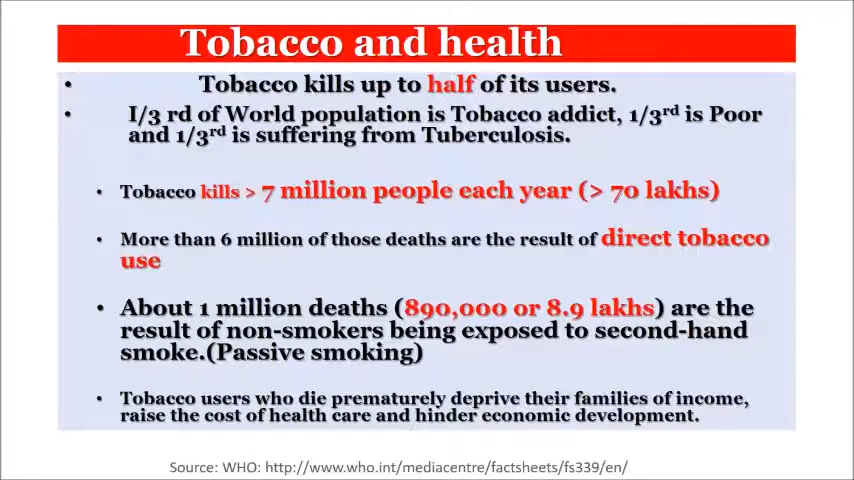 Tobacco and health
• Tobacco kills up to half of its users.
• I/3 rd of World population is Tobacco addict, 1/3rd is Poor
and 1/3rd is suffering from Tuberculosis.
• Tobacco kills > 7 million people each year (> 70 lakhs)
• More than 6 million of those deaths are the result of direct tobacco
use
• About 1 million deaths (890,000 or 8.9 lakhs) are the
result of non-smokers being exposed to second-hand
smoke.(Passive smoking)
• Tobacco users who die prematurely deprive their families of income,
raise the cost of health care and hinder economic development.
Source: WHO: http://www.who.int/mediacentre/factsheets/fs339/en/